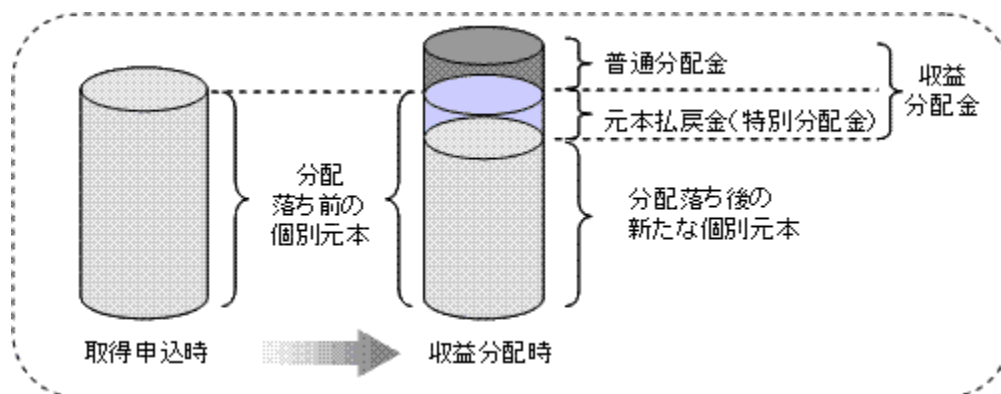 普通分配金
元本払戻金(特別分配金)
収益
分配金
分配
落ち前の
個別元本
分配落ち後の
新たな個別元本
取得申込時
収益分配時